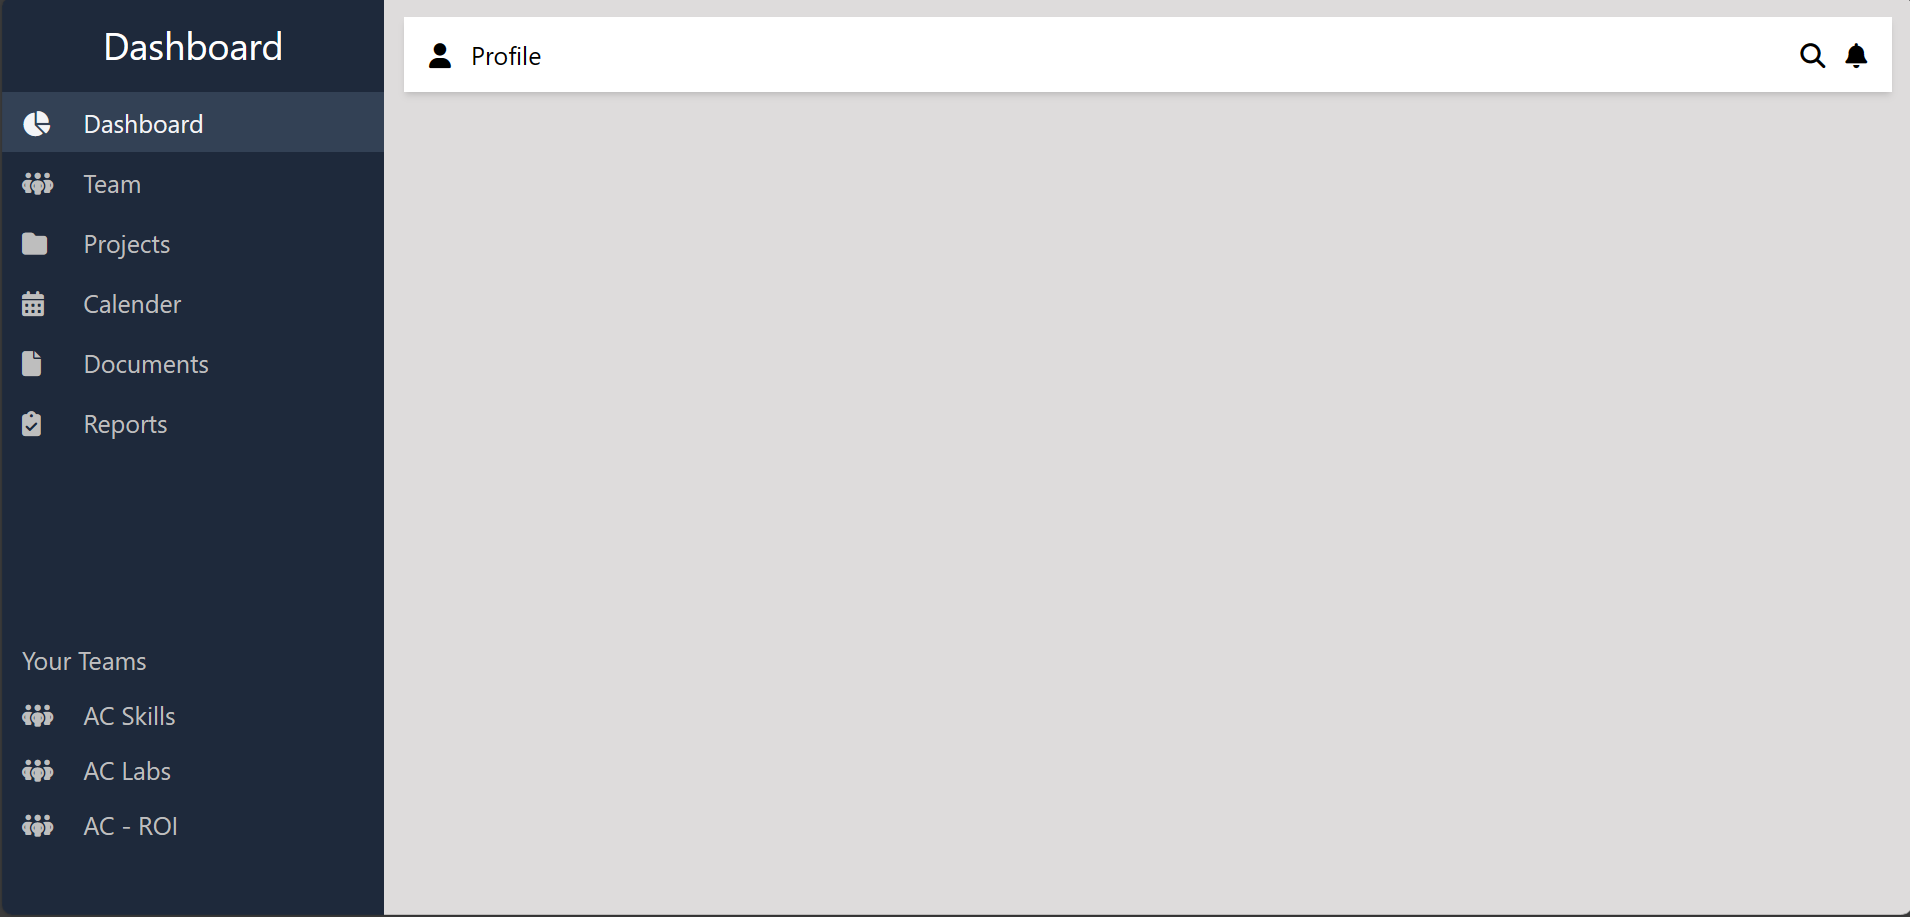 Dashboard
Profile
Dashboard
Team
Projects
Calender
Documents
Reports
Your Teams
AC Skills
AC Labs
AC - ROI